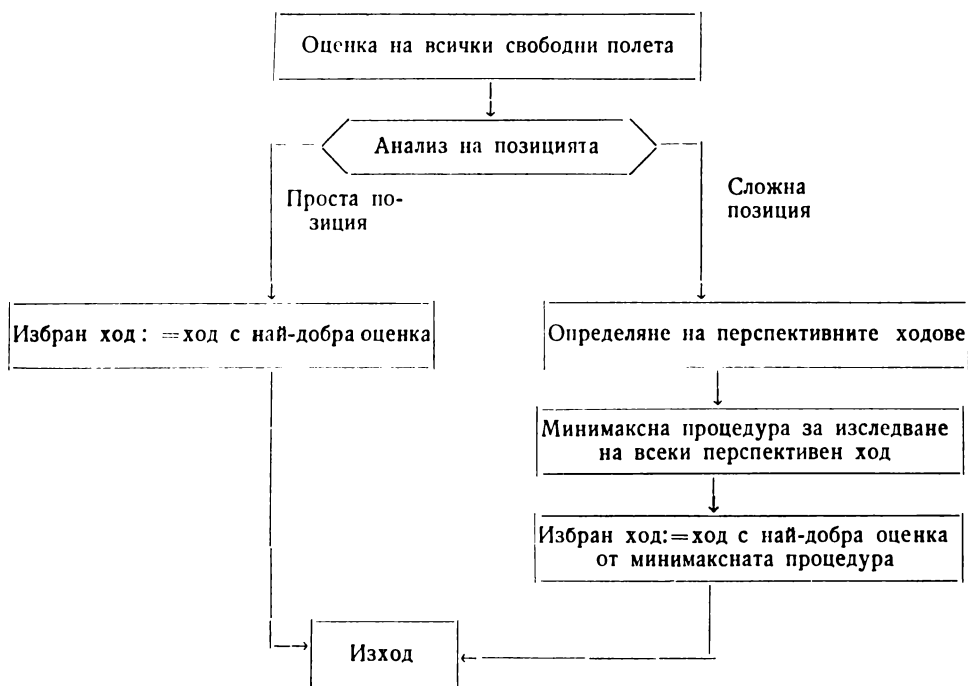 Оценка на всички свободни полета
Анализ на позицията
Проста по-
зиция
Сложна
позиция
Избран ход: =ход с най-добра оценка
Определяне на перспективните ходове
Минимаксна процедура за изследване
на всеки перспективен ход
Избран ход:=ход с най-добра оценка
от минимаксната процедура
Изход